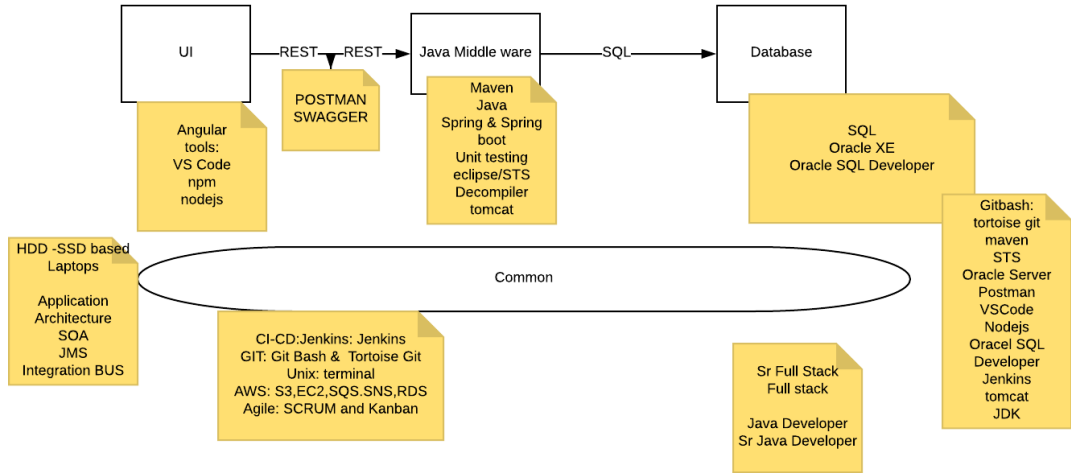 UI
REST
REST
Java Middle ware
SQL
Database
POSTMAN
SWAGGER
Angular
tools:
VS Code
npm
nodejs
Maven
Java
Spring & Spring
boot
Unit testing
eclipse/STS
Decompiler
tomcat
SQL
Oracle XE
Oracle SQL Developer
Gitbash:
tortoise git
maven
STS
Oracle Server
Postman
VSCode
Nodejs
Oracel SQL
Developer
Jenkins
tomcat
JDK
HDD -SSD based
Laptops
Application
Architecture
SOA
JMS
Integration BUS
Common
CI-CD:Jenkins: Jenkins
GIT: Git Bash & Tortoise Git
Unix: terminal
AWS: S3,EC2,SQS.SNS,RDS
Agile: SCRUM and Kanban
Sr Full Stack
Full stack
Java Developer
Sr Java Developer